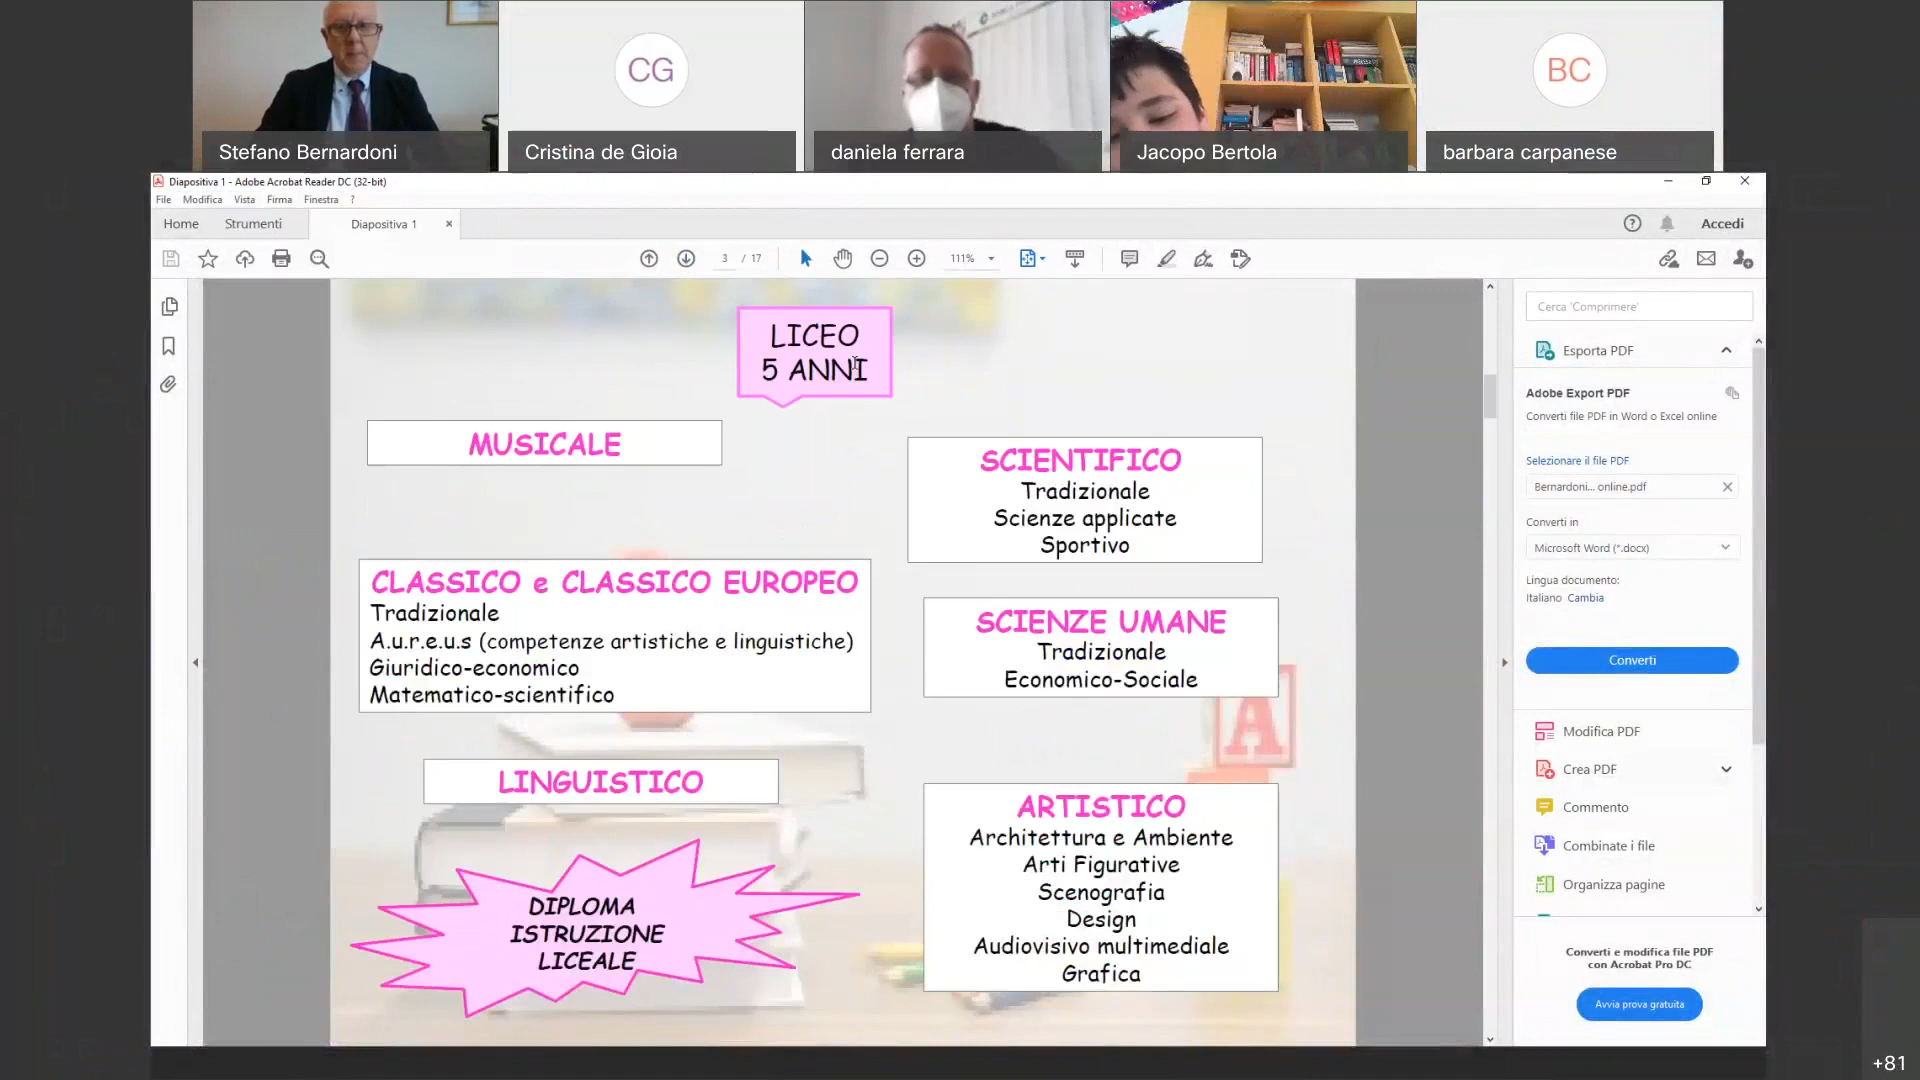 CG
BC
Stefano Bernardoni
Cristina de Gioia
daniela ferrara
Jacopo Bertola
barbara carpanese
Diapositiva 1 - Adobe Acrobat Reader DC (32-bit)
File Modifica Vista Firma Finestra ?
Home Strumenti Diapositiva 1 Accedi
3 / 17 111%
LICEO
5 ANNI
MUSICALE
SCIENTIFICO
Tradizionale
Scienze applicate
Sportivo
CLASSICO e CLASSICO EUROPEO
Tradizionale
A.u.r.e.u.s (competenze artistiche e linguistiche)
Giuridico-economico
Matematico-scientifico
SCIENZE UMANE
Tradizionale
Economico-Sociale
LINGUISTICO
ARTISTICO
Architettura e Ambiente
Arti Figurative
Scenografia
Design
Audiovisivo multimediale
Grafica
DIPLOMA
ISTRUZIONE
LICEALE
A
Cerca 'Comprimere'
Esporta PDF
Adobe Export PDF
Converti file PDF in Word o Excel online
Selezionare il file PDF
Bernardoni... online.pdf
Converti in
Microsoft Word (*.docx)
Lingua documento:
Italiano Cambia
Converti
Modifica PDF
Crea PDF
Commento
Combinate i file
Organizza pagine
Converti e modifica file PDF
con Acrobat Pro DC
Avvia prova gratuita
+81